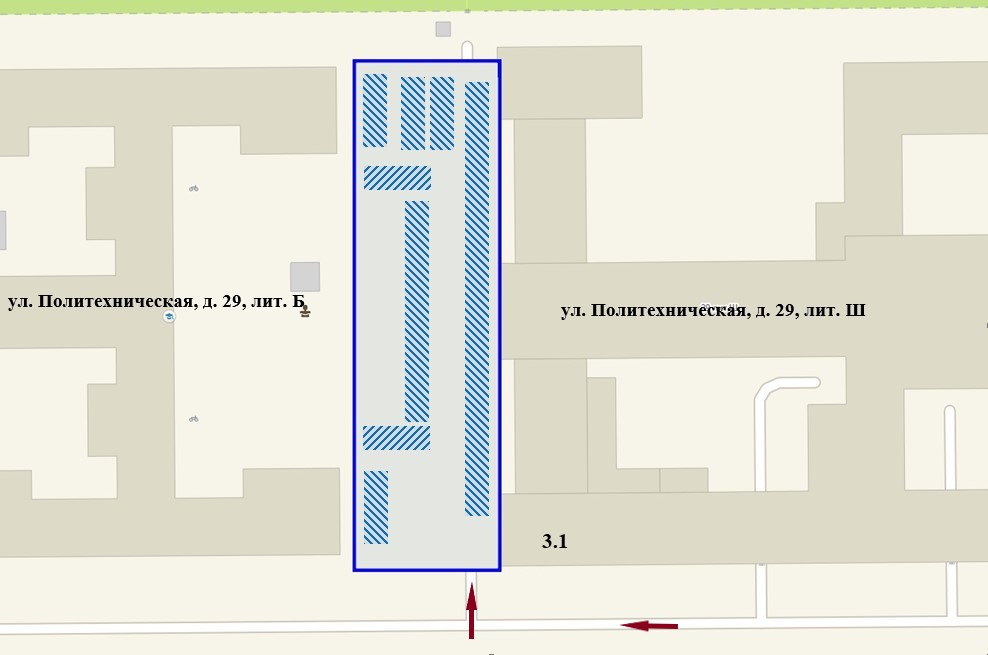 ул. Политехническая, д. 29, лит. Б
ул. Политехническая, д. 29, лит. Ш
3.1